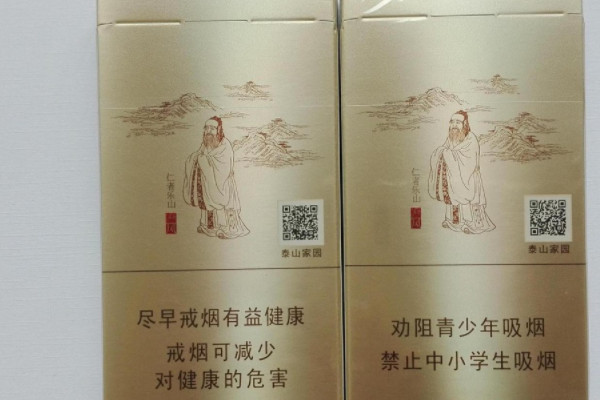 仁者乐山
泰山家园
尽早戒烟有益健康
戒烟可减少
对健康的危害
仁者乐山
泰山家园
劝阻青少年吸烟
禁止中小学生吸烟